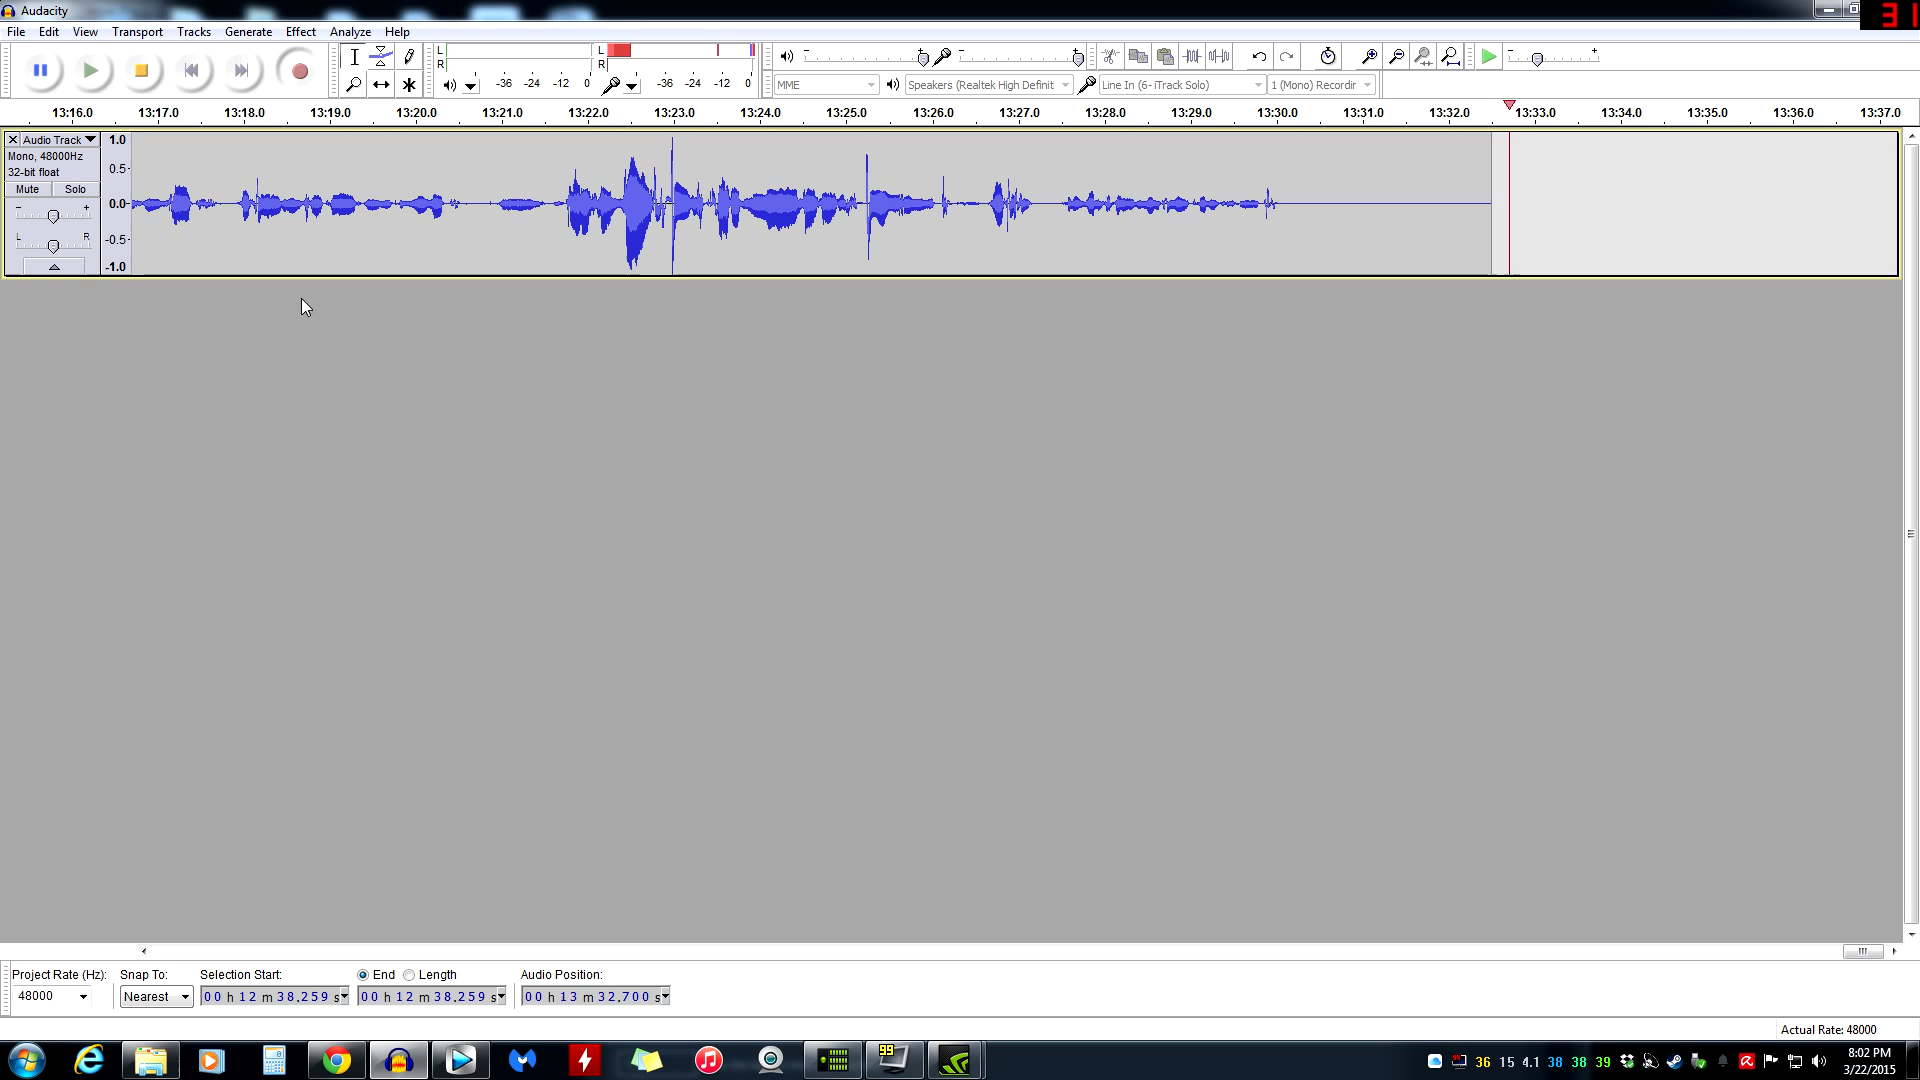 Audacity
31
File Edit View Transport Tracks Generate Effect Analyze Help
L L
R R
-36 -24 -12 0 -36 -24 -12 0
MME Speakers (Realtek High Definit Line In (6- iTrack Solo) 1 (Mono) Recordir
13:16.0 13:17.0 13:18.0 13:19.0 13:20.0 13:21.0 13:22.0 13:23.0 13:24.0 13:25.0 13:26.0 13:27.0 13:28.0 13:29.0 13:30.0 13:31.0 13:32.0 13:33.0 13:34.0 13:35.0 13:36.0 13:37.0
Audio Track 1.0
Mono, 48000Hz
32-bit float 0.5
Mute Solo
- + 0.0
L R -0.5
-1.0
Project Rate (Hz): Snap To: Selection Start: End Length Audio Position:
48000 Nearest 00 h 12 m 38.259 s 00 h 12 m 38.259 s 00 h 13 m 32.700 s
Actual Rate: 48000
99
36 15 4.1 38 38 39
8:02 PM
3/22/2015